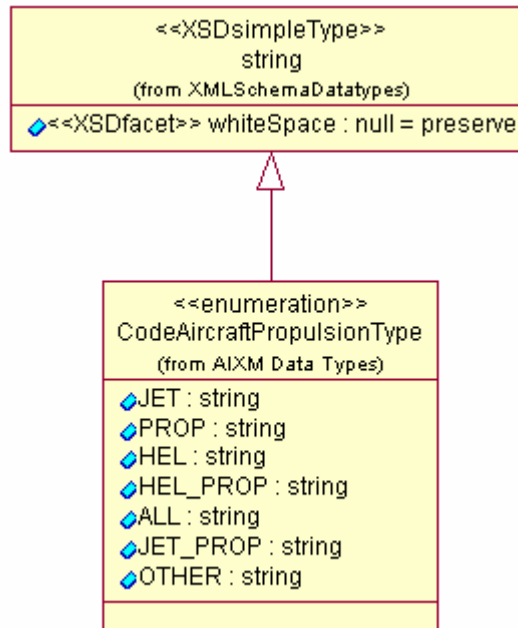 <<XSDsimpleType>>
string
(from XMLSchemaDatatypes)
<<XSDfacet>> whiteSpace : null = preserve
<<enumeration>>
CodeAircraftPropulsionType
(from AIXM Data Types)
JET : string
PROP : string
HEL : string
HEL_PROP : string
ALL : string
JET_PROP : string
OTHER : string